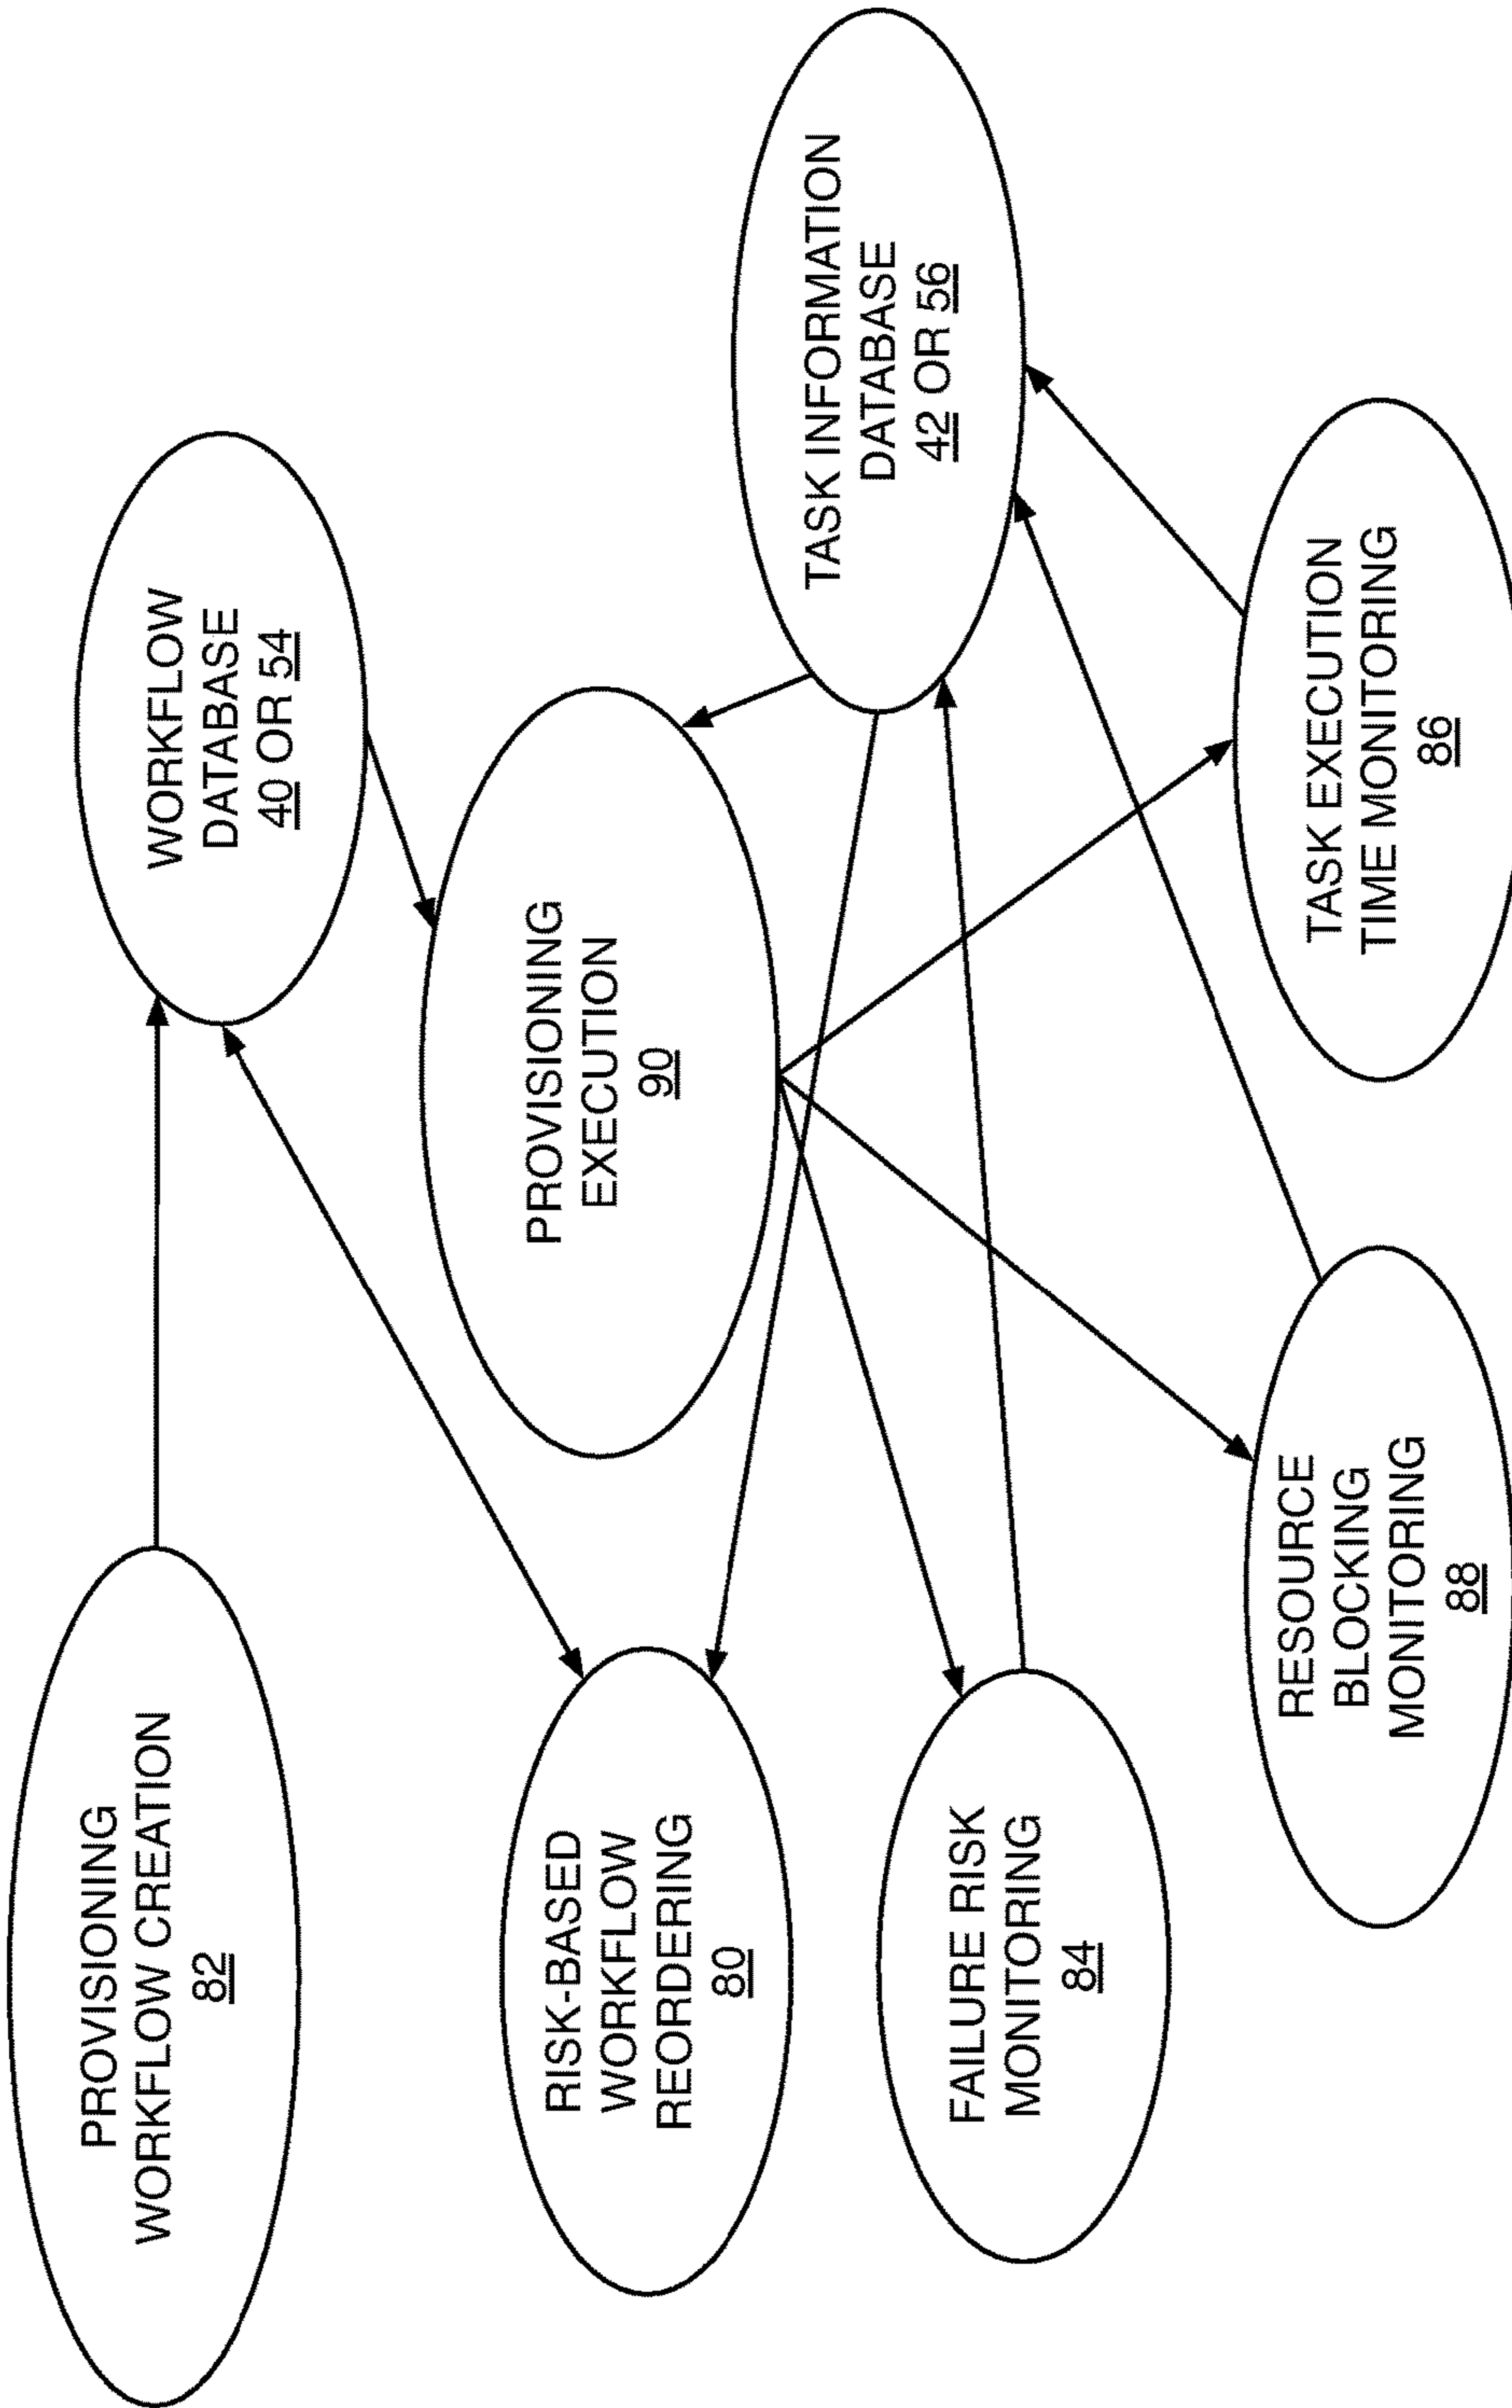 PROVISIONING
WORKFLOW CREATION
82
WORKFLOW
DATABASE
40 OR 54
RISK-BASED
WORKFLOW
REORDERING
80
PROVISIONING
EXECUTION
90
FAILURE RISK
MONITORING
84
TASK INFORMATION
DATABASE
42 OR 56
RESOURCE
BLOCKING
MONITORING
88
TASK EXECUTION
TIME MONITORING
86